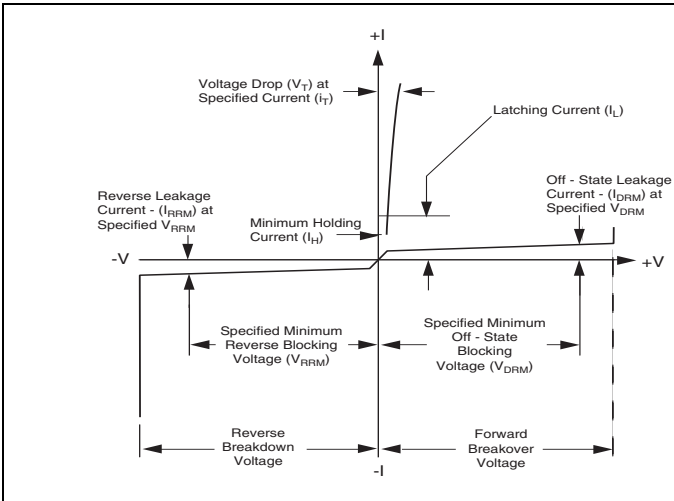 +I
Voltage Drop (VT) at
Specified Current (iT)
Latching Current (IL)
Reverse Leakage
Current - (IRRM) at
Specified VRRM
Off - State Leakage
Current - (IDRM) at
Specified VDRM
Minimum Holding
Current (IH)
-V
+V
Specified Minimum
Reverse Blocking
Voltage (VRRM)
Specified Minimum
Off - State
Blocking
Voltage (VDRM)
Reverse
Breakdown
Voltage
Forward
Breakover
Voltage
-I